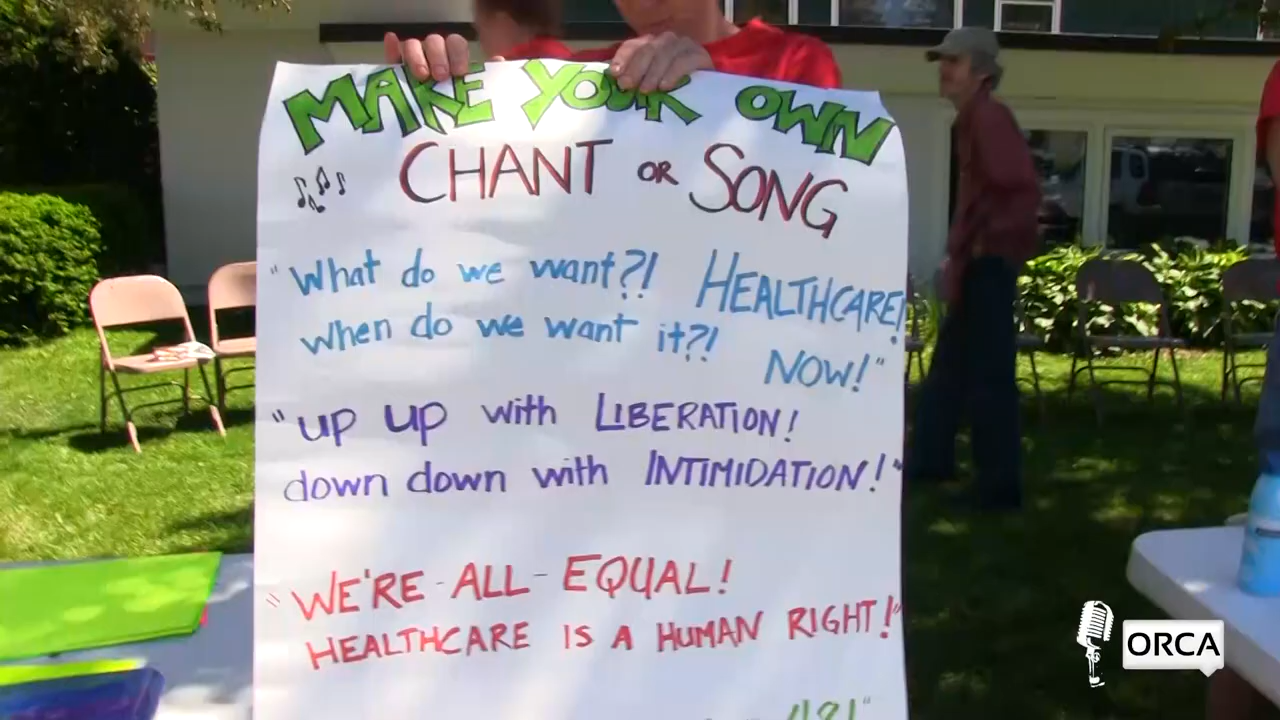 MAKE YOUR OWN
CHANT OR SONG
"What do we want?! HEALTHCARE!
when do we want it?! NOW!"
"UP UP with LIBERATION!
down down with INTIMIDATION!"
"WE'RE-ALL-EQUAL!
HEALTHCARE IS A HUMAN RIGHT!"
ORCA